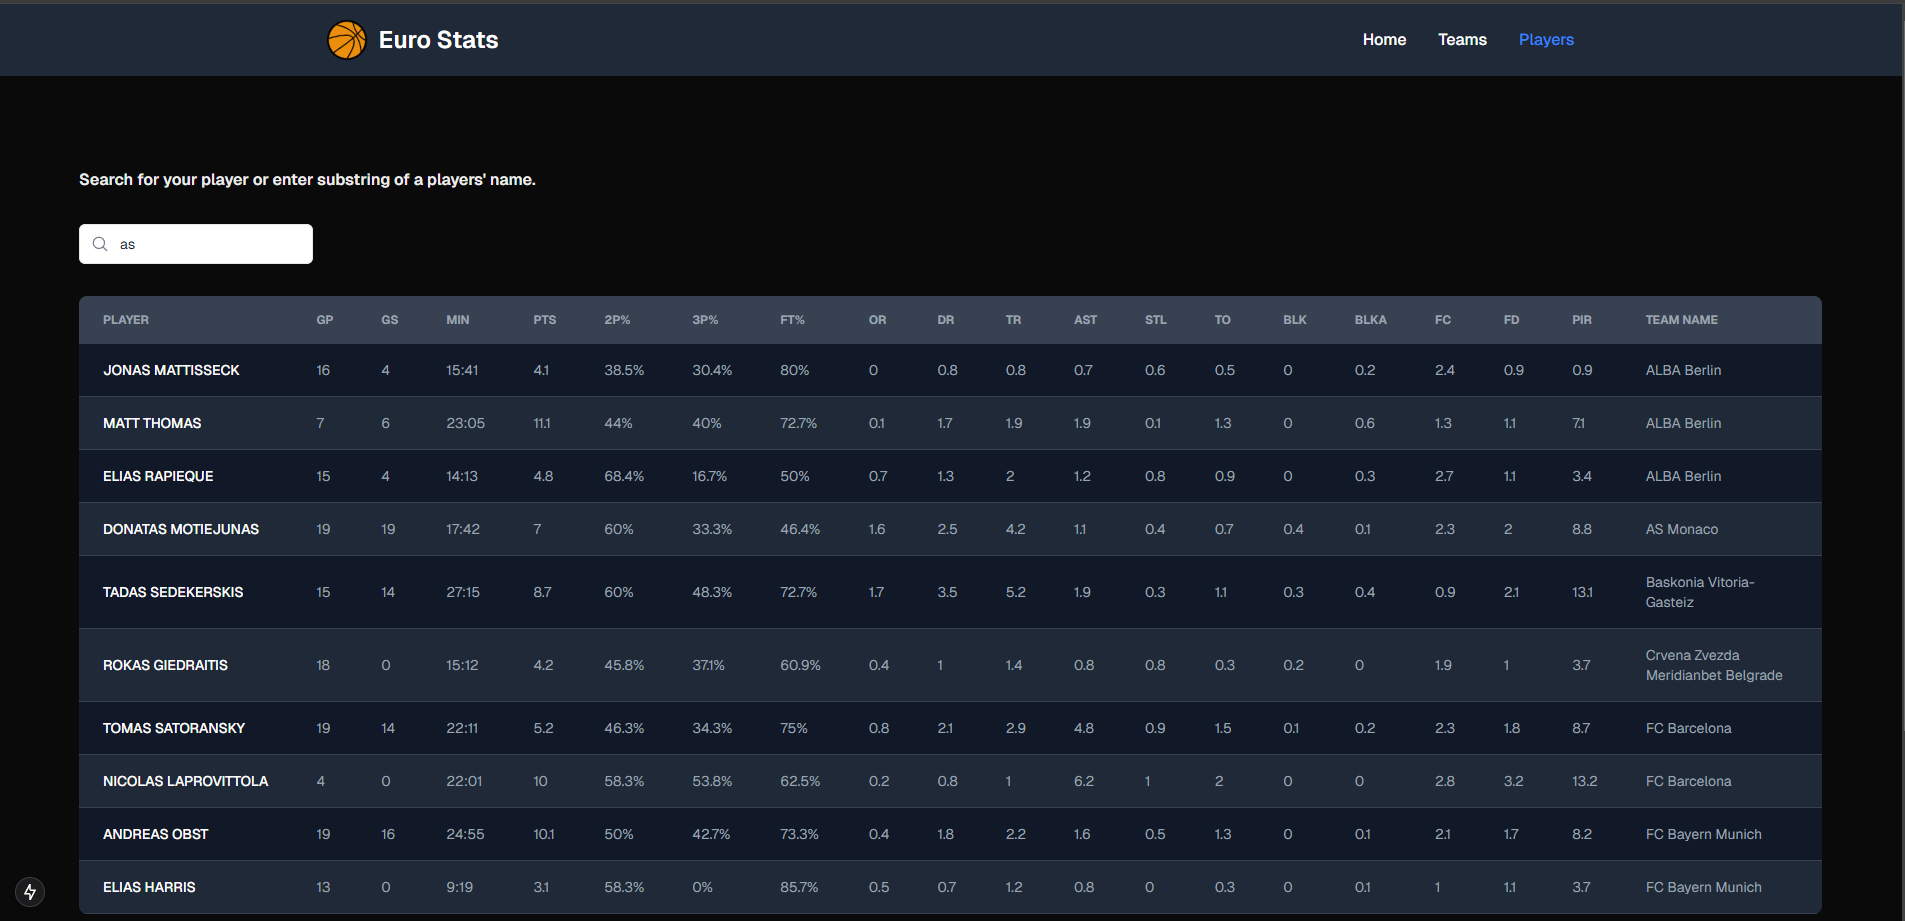 Euro Stats Home Teams Players
Search for your player or enter substring of a players' name.
as
PLAYER GP GS MIN PTS 2P% 3P% FT% OR DR TR AST STL TO BLK BLKA FC FD PIR TEAM NAME
JONAS MATTISSECK 16 4 15:41 4.1 38.5% 30.4% 80% 0 0.8 0.8 0.7 0.6 0.5 0 0.2 2.4 0.9 0.9 ALBA Berlin
MATT THOMAS 7 6 23:05 11.1 44% 40% 72.7% 0.1 1.7 1.9 1.9 0.1 1.3 0 0.6 1.3 1.1 7.1 ALBA Berlin
ELIAS RAPIEQUE 15 4 14:13 4.8 68.4% 16.7% 50% 0.7 1.3 2 1.2 0.8 0.9 0 0.3 2.7 1.1 3.4 ALBA Berlin
DONATAS MOTIEJUNAS 19 19 17:42 7 60% 33.3% 46.4% 1.6 2.5 4.2 1.1 0.4 0.7 0.4 0.1 2.3 2 8.8 AS Monaco
TADAS SEDEKERSKIS 15 14 27:15 8.7 60% 48.3% 72.7% 1.7 3.5 5.2 1.9 0.3 1.1 0.3 0.4 0.9 2.1 13.1 Baskonia Vitoria-
Gasteiz
ROKAS GIEDRAITIS 18 0 15:12 4.2 45.8% 37.1% 60.9% 0.4 1 1.4 0.8 0.8 0.3 0.2 0 1.9 1 3.7 Crvena Zvezda
Meridianbet Belgrade
TOMAS SATORANSKY 19 14 22:11 5.2 46.3% 34.3% 75% 0.8 2.1 2.9 4.8 0.9 1.5 0.1 0.2 2.3 1.8 8.7 FC Barcelona
NICOLAS LAPROVITTOLA 4 0 22:01 10 58.3% 53.8% 62.5% 0.2 0.8 1 6.2 1 2 0 0 2.8 3.2 13.2 FC Barcelona
ANDREAS OBST 19 16 24:55 10.1 50% 42.7% 73.3% 0.4 1.8 2.2 1.6 0.5 1.3 0 0.1 2.1 1.7 8.2 FC Bayern Munich
ELIAS HARRIS 13 0 9:19 3.1 58.3% 0% 85.7% 0.5 0.7 1.2 0.8 0 0.3 0 0.1 1 1.1 3.7 FC Bayern Munich